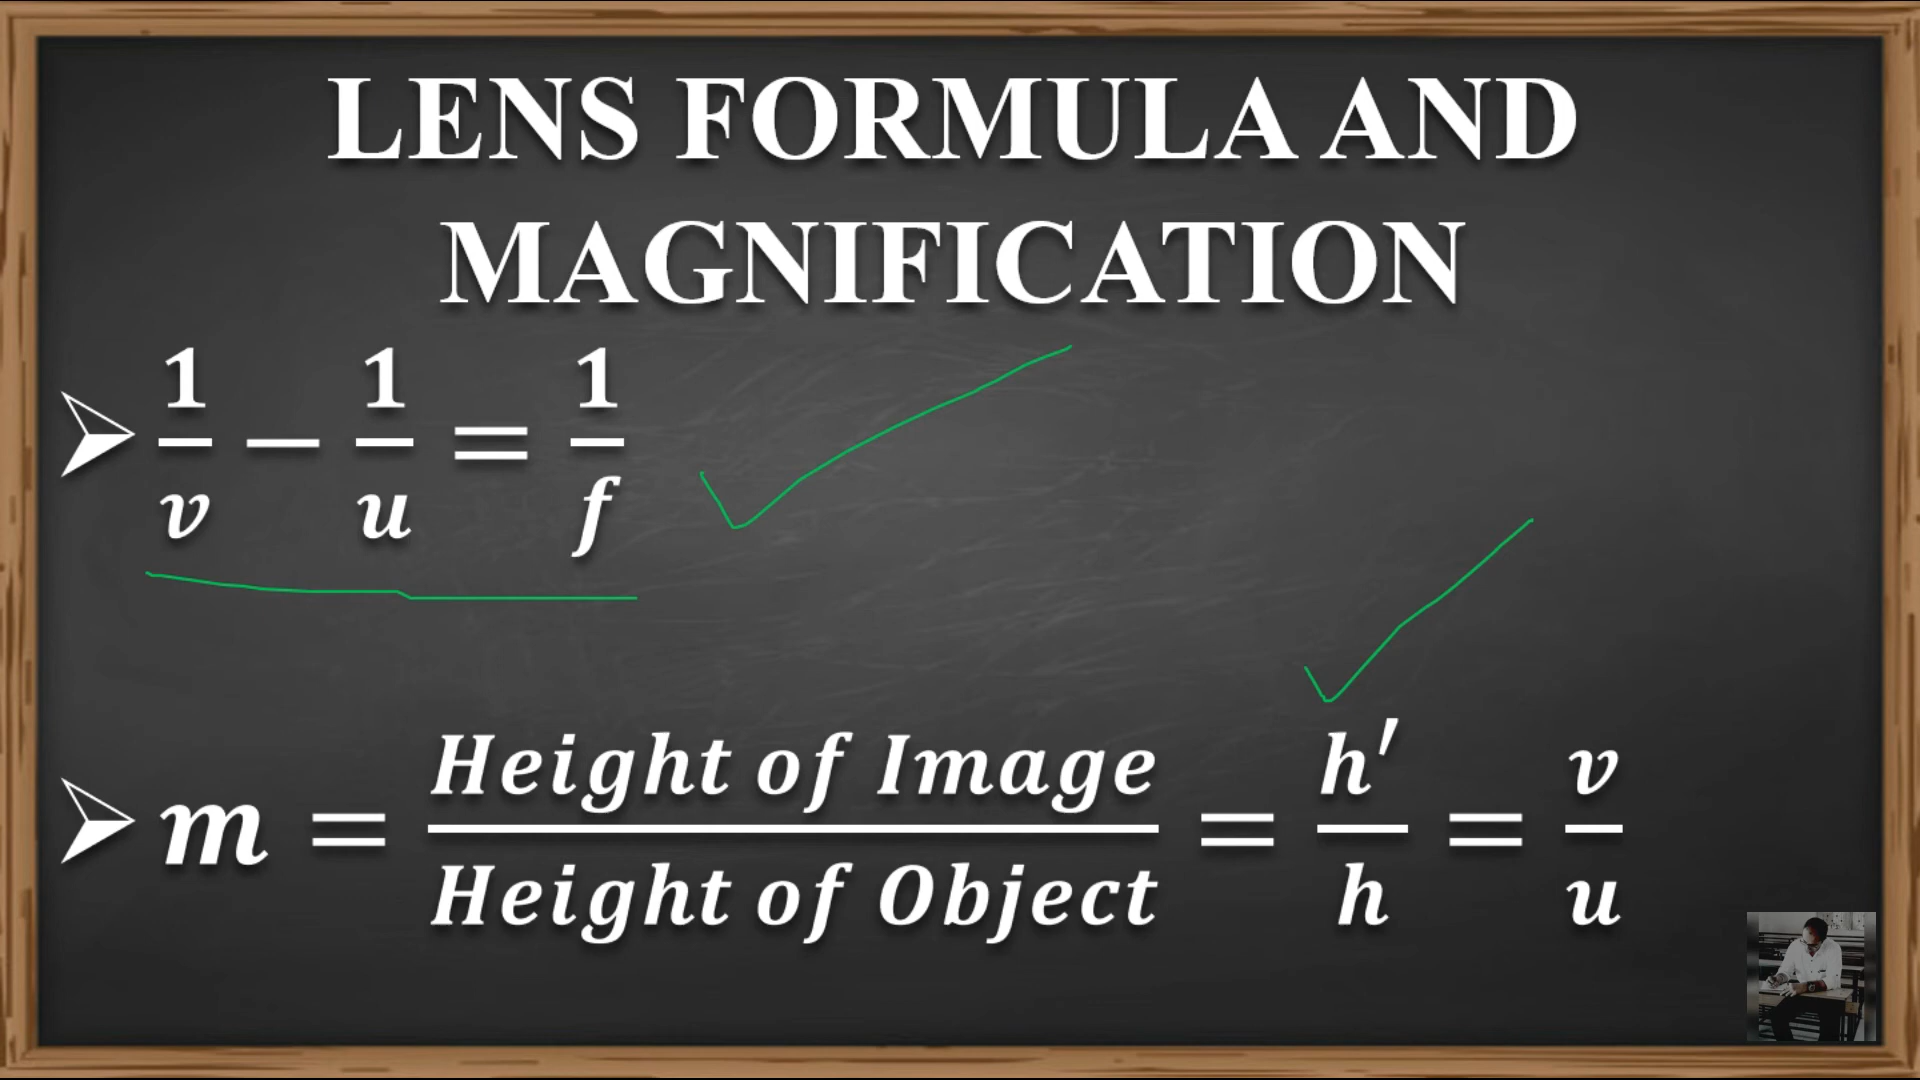 LENS FORMULA AND
MAGNIFICATION
1/v − 1/u = 1/f
m = Height of Image/Height of Object = h′/h = v/u